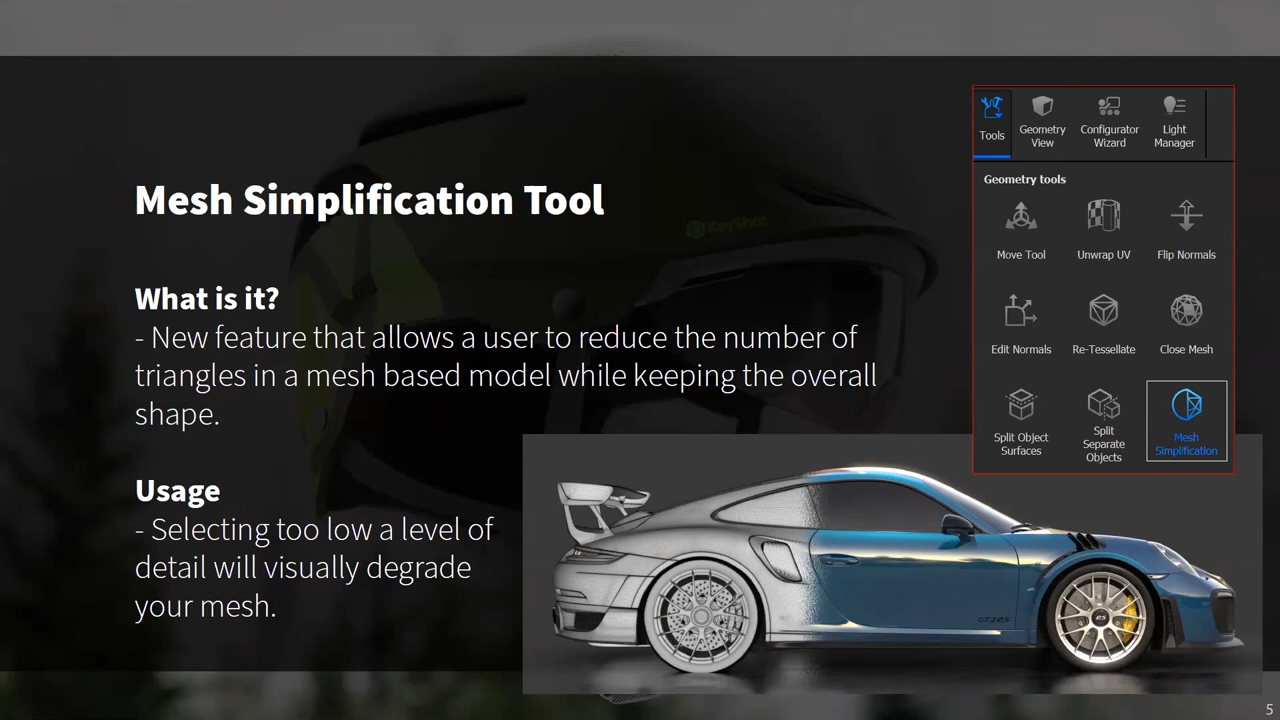 Mesh Simplification Tool
What is it?
- New feature that allows a user to reduce the number of
triangles in a mesh based model while keeping the overall
shape.
Usage
- Selecting too low a level of
detail will visually degrade
your mesh.
KeyShot
Tools
Geometry
View
Configurator
Wizard
Light
Manager
Geometry tools
Move Tool
Unwrap UV
Flip Normals
Edit Normals
Re-Tessellate
Close Mesh
Split Object
Surfaces
Split
Separate
Objects
Mesh
Simplification
GT2RS
5